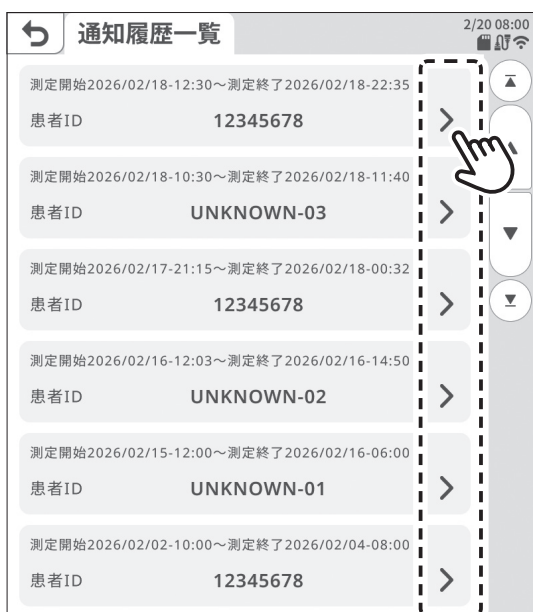 通知履歴一覧
2/20 08:00
測定開始2026/02/18-12:30～測定終了2026/02/18-22:35
患者ID 12345678
測定開始2026/02/18-10:30～測定終了2026/02/18-11:40
患者ID UNKNOWN-03
測定開始2026/02/17-21:15～測定終了2026/02/18-00:32
患者ID 12345678
測定開始2026/02/16-12:03～測定終了2026/02/16-14:50
患者ID UNKNOWN-02
測定開始2026/02/15-12:00～測定終了2026/02/16-06:00
患者ID UNKNOWN-01
測定開始2026/02/02-10:00～測定終了2026/02/04-08:00
患者ID 12345678